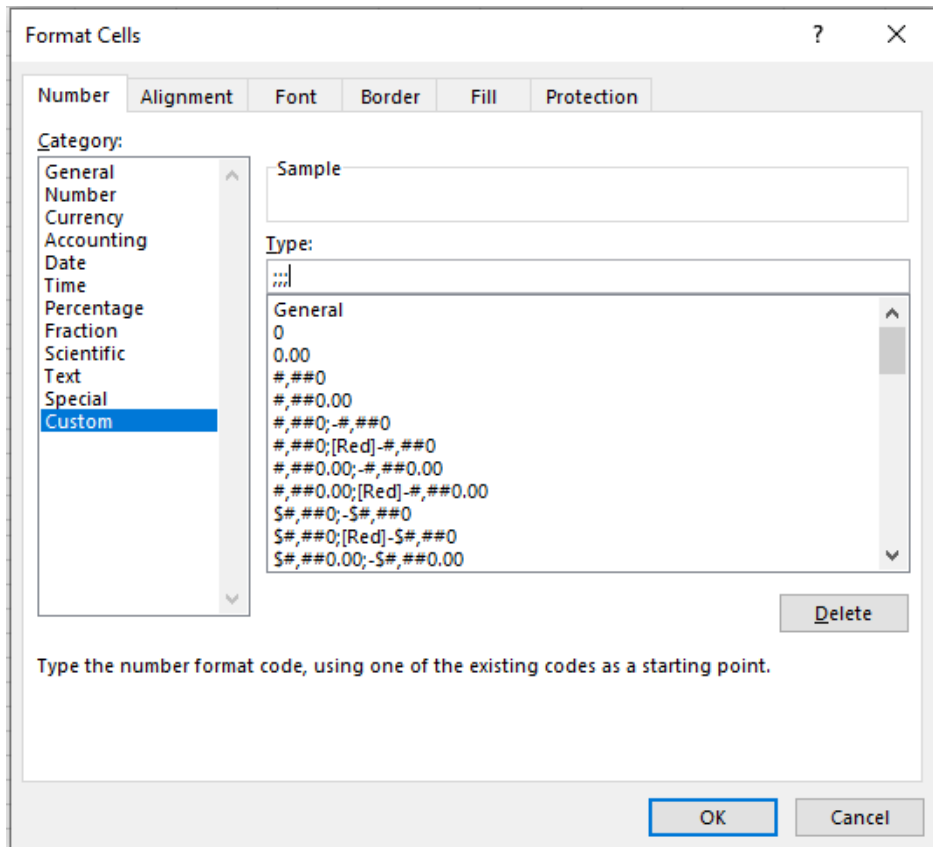 Format Cells ? ×
Number Alignment Font Border Fill Protection
Category:
General
Number
Currency
Accounting
Date
Time
Percentage
Fraction
Scientific
Text
Special
Custom
Sample
Type:
;;;
General
0
0.00
#,##0
#,##0.00
#,##0;-#,##0
#,##0;[Red]-#,##0
#,##0.00;-#,##0.00
#,##0.00;[Red]-#,##0.00
$#,##0;-$#,##0
$#,##0;[Red]-$#,##0
$#,##0.00;-$#,##0.00
Delete
Type the number format code, using one of the existing codes as a starting point.
OK Cancel